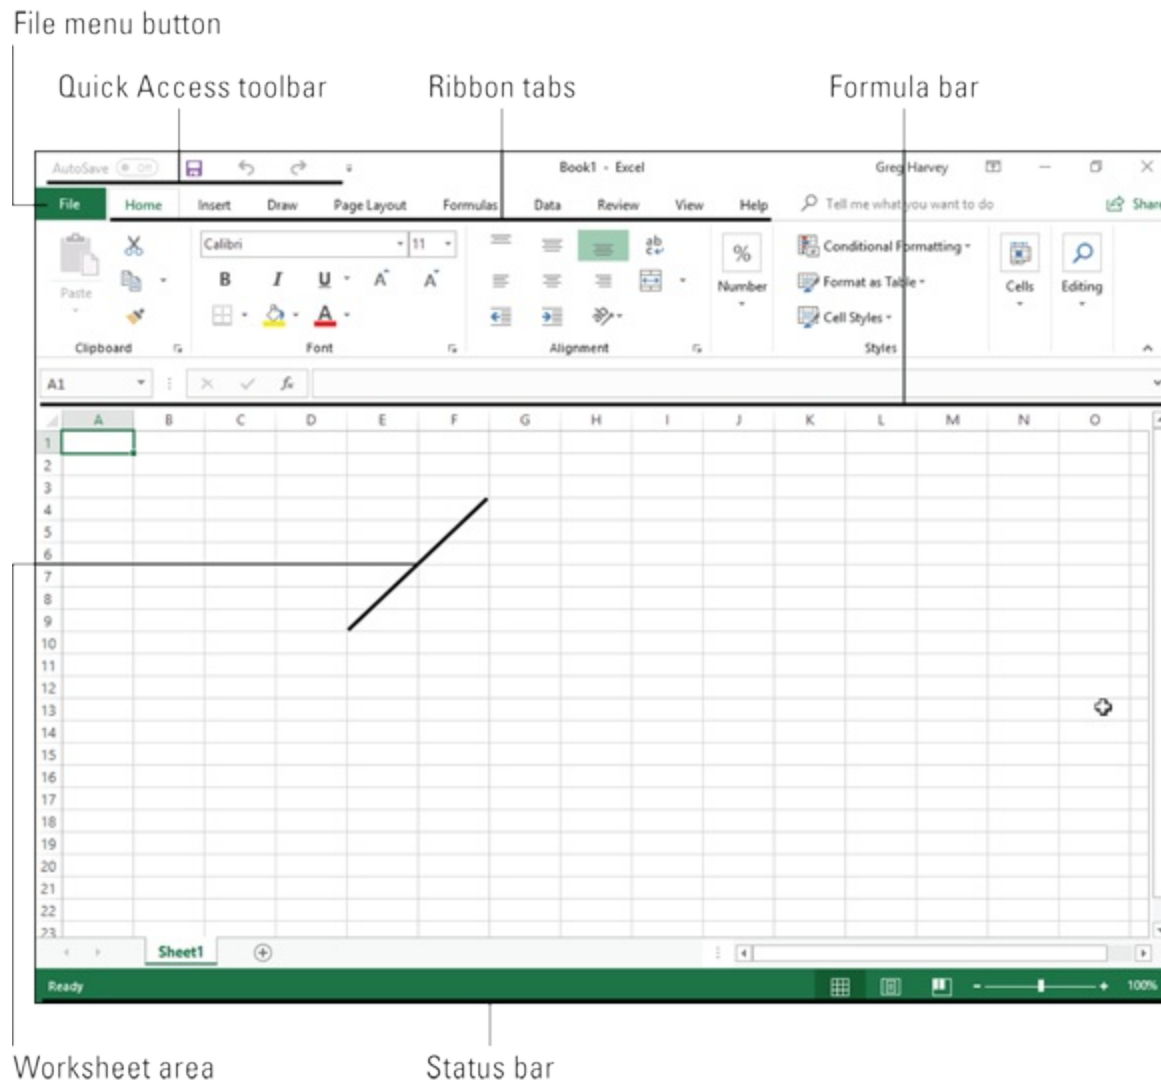 File menu button
Quick Access toolbar Ribbon tabs Formula bar
AutoSave Off Book1 - Excel Greg Harvey
File Home Insert Draw Page Layout Formulas Data Review View Help Tell me what you want to do Share
Calibri 11 ab % Conditional Formatting
Paste B I U A A Number Format as Table Cells Editing
A Cell Styles
Clipboard Font Alignment Styles
A1 fx
A B C D E F G H I J K L M N O
1
2
3
4
5
6
7
8
9
10
11
12
13
14
15
16
17
18
19
20
21
22
23
Sheet1
Ready 100%
Worksheet area Status bar